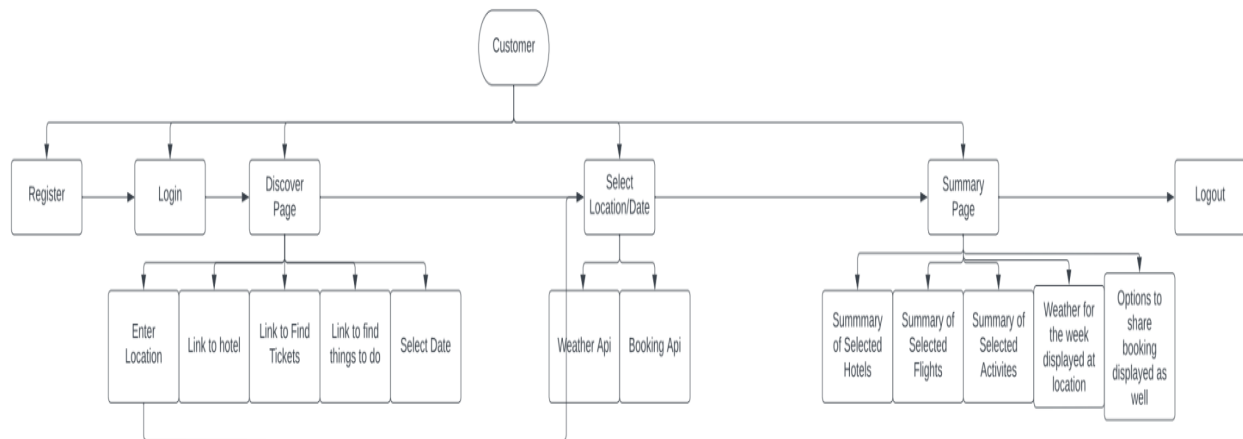 Customer
Register
Login
Discover
Page
Select
Location/Date
Summary
Page
Logout
Enter
Location
Link to hotel
Link to Find
Tickets
Link to find
things to do
Select Date
Weather Api
Booking Api
Summmary
of Selected
Hotels
Summary of
Selected
Flights
Summary of
Selected
Activites
Weather for
the week
displayed at
location
Options to
share
booking
displayed as
well